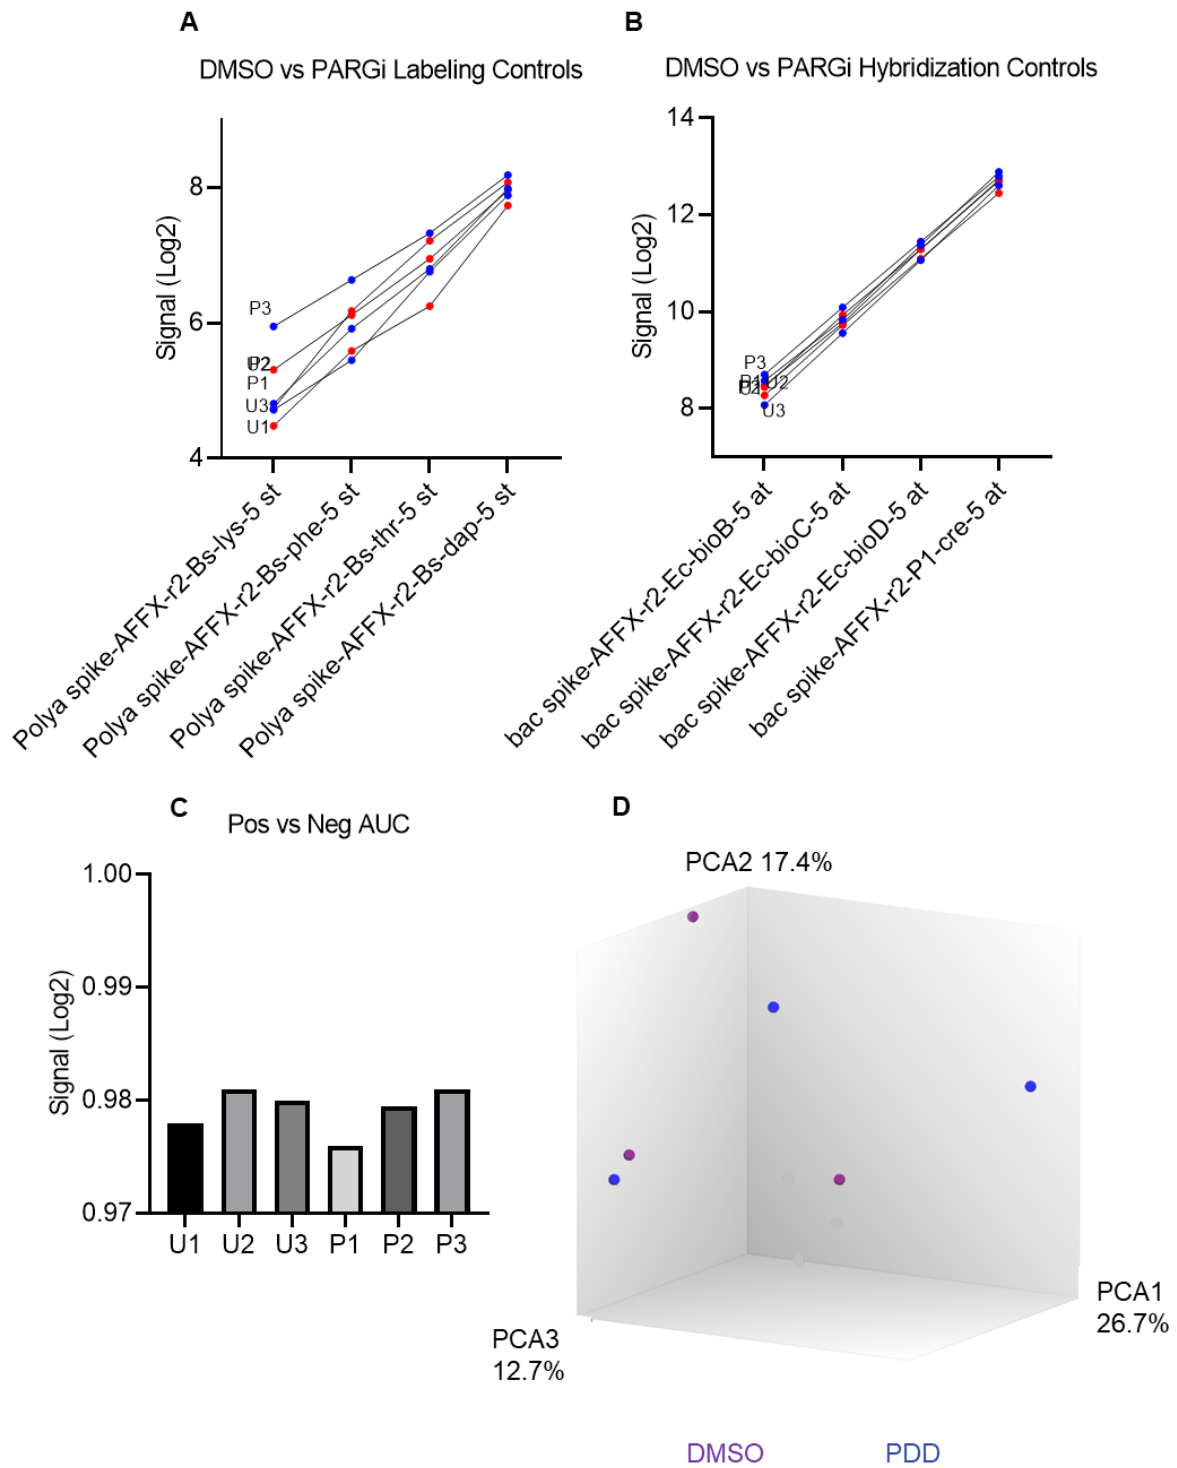 A
DMSO vs PARGi Labeling Controls
Signal (Log2)
8
6
4
P3
U2
P2
P1
U3
U1
Polya spike-AFFX-r2-Bs-lys-5 st
Polya spike-AFFX-r2-Bs-phe-5 st
Polya spike-AFFX-r2-Bs-thr-5 st
Polya spike-AFFX-r2-Bs-dap-5 st
B
DMSO vs PARGi Hybridization Controls
Signal (Log2)
14
12
10
8
P3
P1
U2
U3
bac spike-AFFX-r2-Ec-bioB-5 at
bac spike-AFFX-r2-Ec-bioC-5 at
bac spike-AFFX-r2-Ec-bioD-5 at
bac spike-AFFX-r2-P1-cre-5 at
C
Pos vs Neg AUC
Signal (Log2)
1.00
0.99
0.98
0.97
U1 U2 U3 P1 P2 P3
D
PCA2 17.4%
PCA1
26.7%
PCA3
12.7%
DMSO PDD